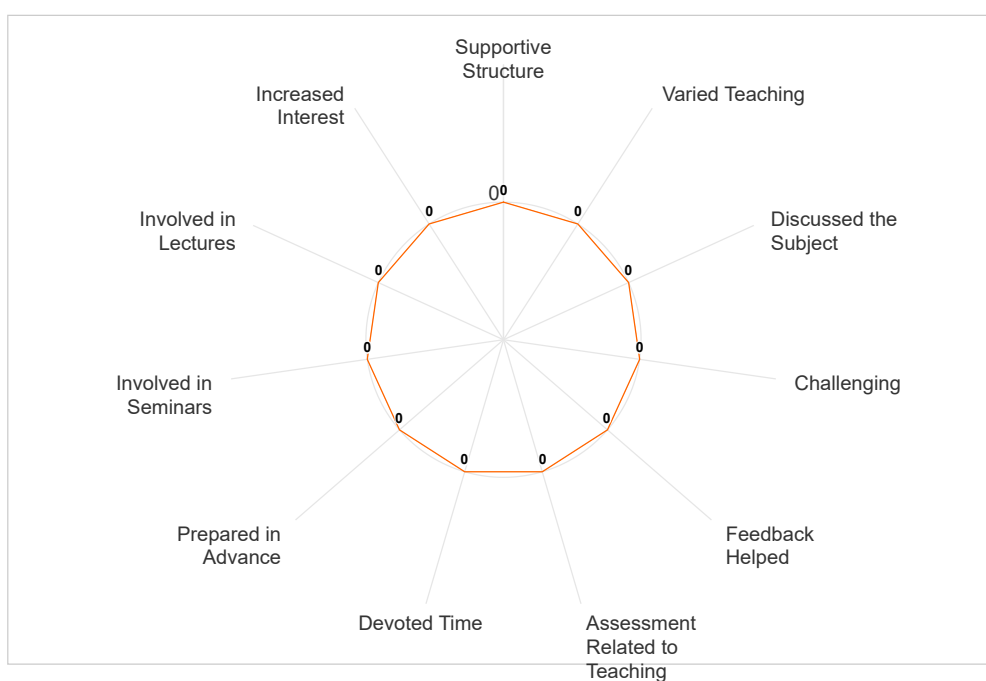 Supportive
Structure
Increased
Interest
Varied Teaching
0
0
0
0
Involved in
Lectures
Discussed the
Subject
0
0
0
0
Involved in
Seminars
Challenging
0
0
0
0
Prepared in
Advance
Feedback
Helped
Devoted Time
Assessment
Related to
Teaching